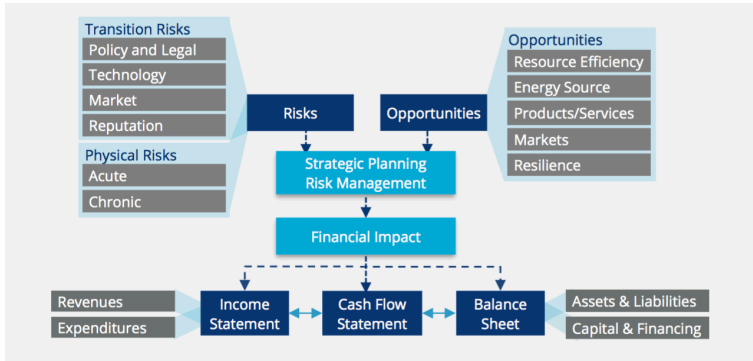 Transition Risks
Policy and Legal
Technology
Market
Reputation
Physical Risks
Acute
Chronic
Risks
Opportunities
Opportunities
Resource Efficiency
Energy Source
Products/Services
Markets
Resilience
Strategic Planning
Risk Management
Financial Impact
Revenues
Expenditures
Income
Statement
Cash Flow
Statement
Balance
Sheet
Assets & Liabilities
Capital & Financing